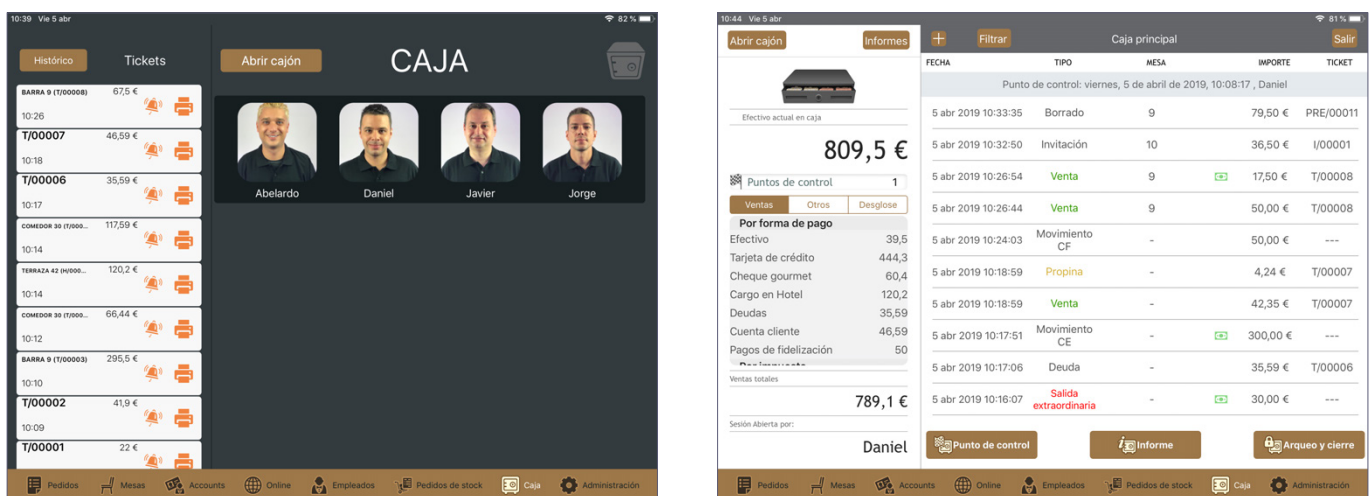 10:39 Vie 5 abr
82 %
Histórico
Tickets
Abrir cajón
CAJA
BARRA 9 (T/00008) 67,5 €
10:26
T/00007 46,59 €
10:18
T/00006 35,59 €
10:17
COMEDOR 30 (T/000... 117,59 €
10:14
TERRAZA 42 (H/000... 120,2 €
10:14
COMEDOR 30 (T/000... 66,44 €
10:12
BARRA 9 (T/00003) 295,5 €
10:10
T/00002 41,9 €
10:09
T/00001 22 €
Abelardo
Daniel
Javier
Jorge
Pedidos Mesas Accounts Online Empleados Pedidos de stock Caja Administración
10:44 Vie 5 abr
81 %
Abrir cajón
Informes
Efectivo actual en caja
809,5 €
Puntos de control 1
Ventas Otros Desglose
Por forma de pago
Efectivo 39,5
Tarjeta de crédito 444,3
Cheque gourmet 60,4
Cargo en Hotel 120,2
Deudas 35,59
Cuenta cliente 46,59
Pagos de fidelización 50
Por impuesto
Ventas totales
789,1 €
Sesión Abierta por:
Daniel
+ Filtrar Caja principal Salir
FECHA TIPO MESA IMPORTE TICKET
Punto de control: viernes, 5 de abril de 2019, 10:08:17 , Daniel
5 abr 2019 10:33:35 Borrado 9 79,50 € PRE/00011
5 abr 2019 10:32:50 Invitación 10 36,50 € I/00001
5 abr 2019 10:26:54 Venta 9 17,50 € T/00008
5 abr 2019 10:26:44 Venta 9 50,00 € T/00008
5 abr 2019 10:24:03 Movimiento CF - 50,00 € ---
5 abr 2019 10:18:59 Propina - 4,24 € T/00007
5 abr 2019 10:18:59 Venta - 42,35 € T/00007
5 abr 2019 10:17:51 Movimiento CE - 300,00 € ---
5 abr 2019 10:17:06 Deuda - 35,59 € T/00006
5 abr 2019 10:16:07 Salida extraordinaria - 30,00 € ---
Punto de control
Informe
Arqueo y cierre
Pedidos Mesas Accounts Online Empleados Pedidos de stock Caja Administración